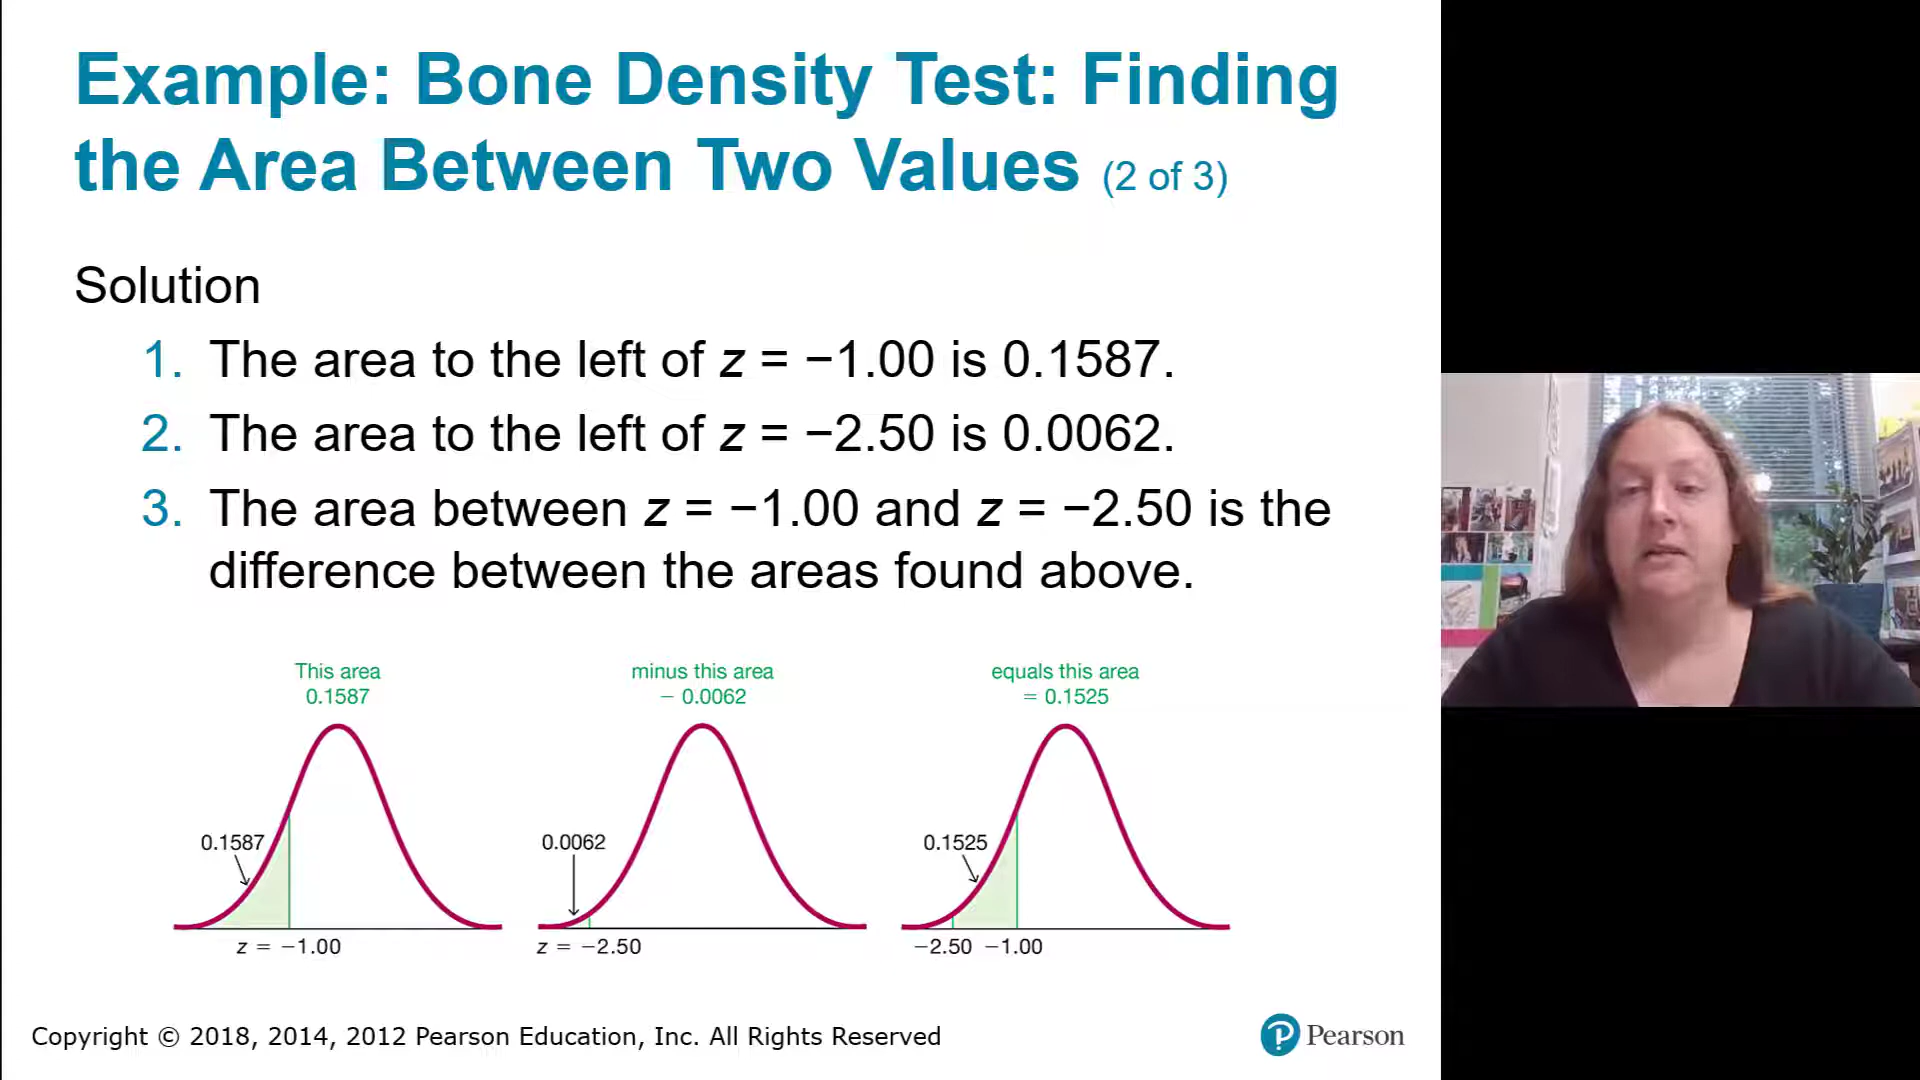 Example: Bone Density Test: Finding
the Area Between Two Values (2 of 3)
Solution
1. The area to the left of z = −1.00 is 0.1587.
2. The area to the left of z = −2.50 is 0.0062.
3. The area between z = −1.00 and z = −2.50 is the
difference between the areas found above.
This area
0.1587
minus this area
− 0.0062
equals this area
= 0.1525
0.1587
0.0062
0.1525
z = −1.00
z = −2.50
−2.50 −1.00
Copyright © 2018, 2014, 2012 Pearson Education, Inc. All Rights Reserved
P Pearson